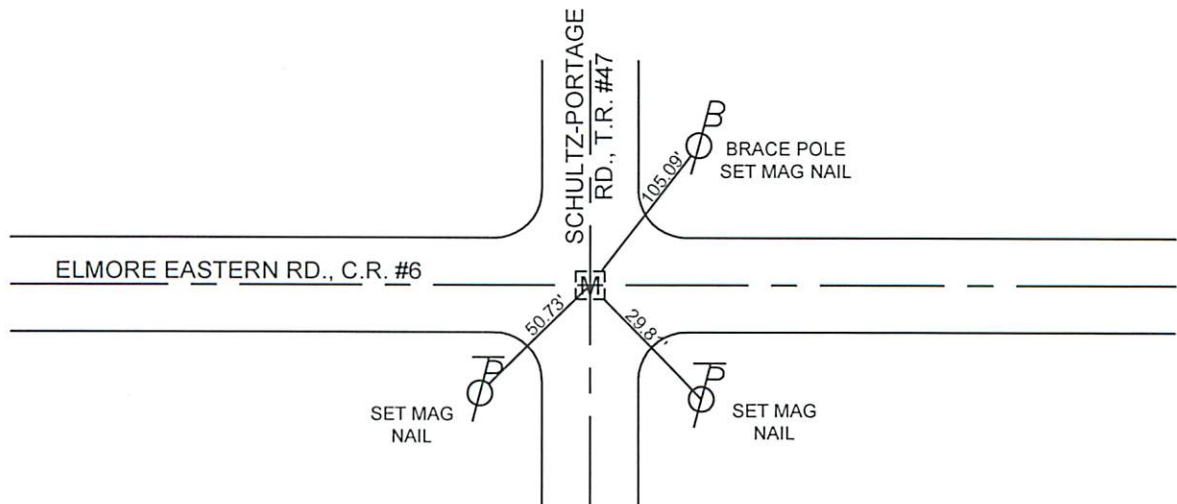 SCHULTZ-PORTAGE
RD., T.R. #47
B
105.09'
BRACE POLE
SET MAG NAIL
ELMORE EASTERN RD., C.R. #6
M
50.73'
29.81'
P
SET MAG
NAIL
P
SET MAG
NAIL